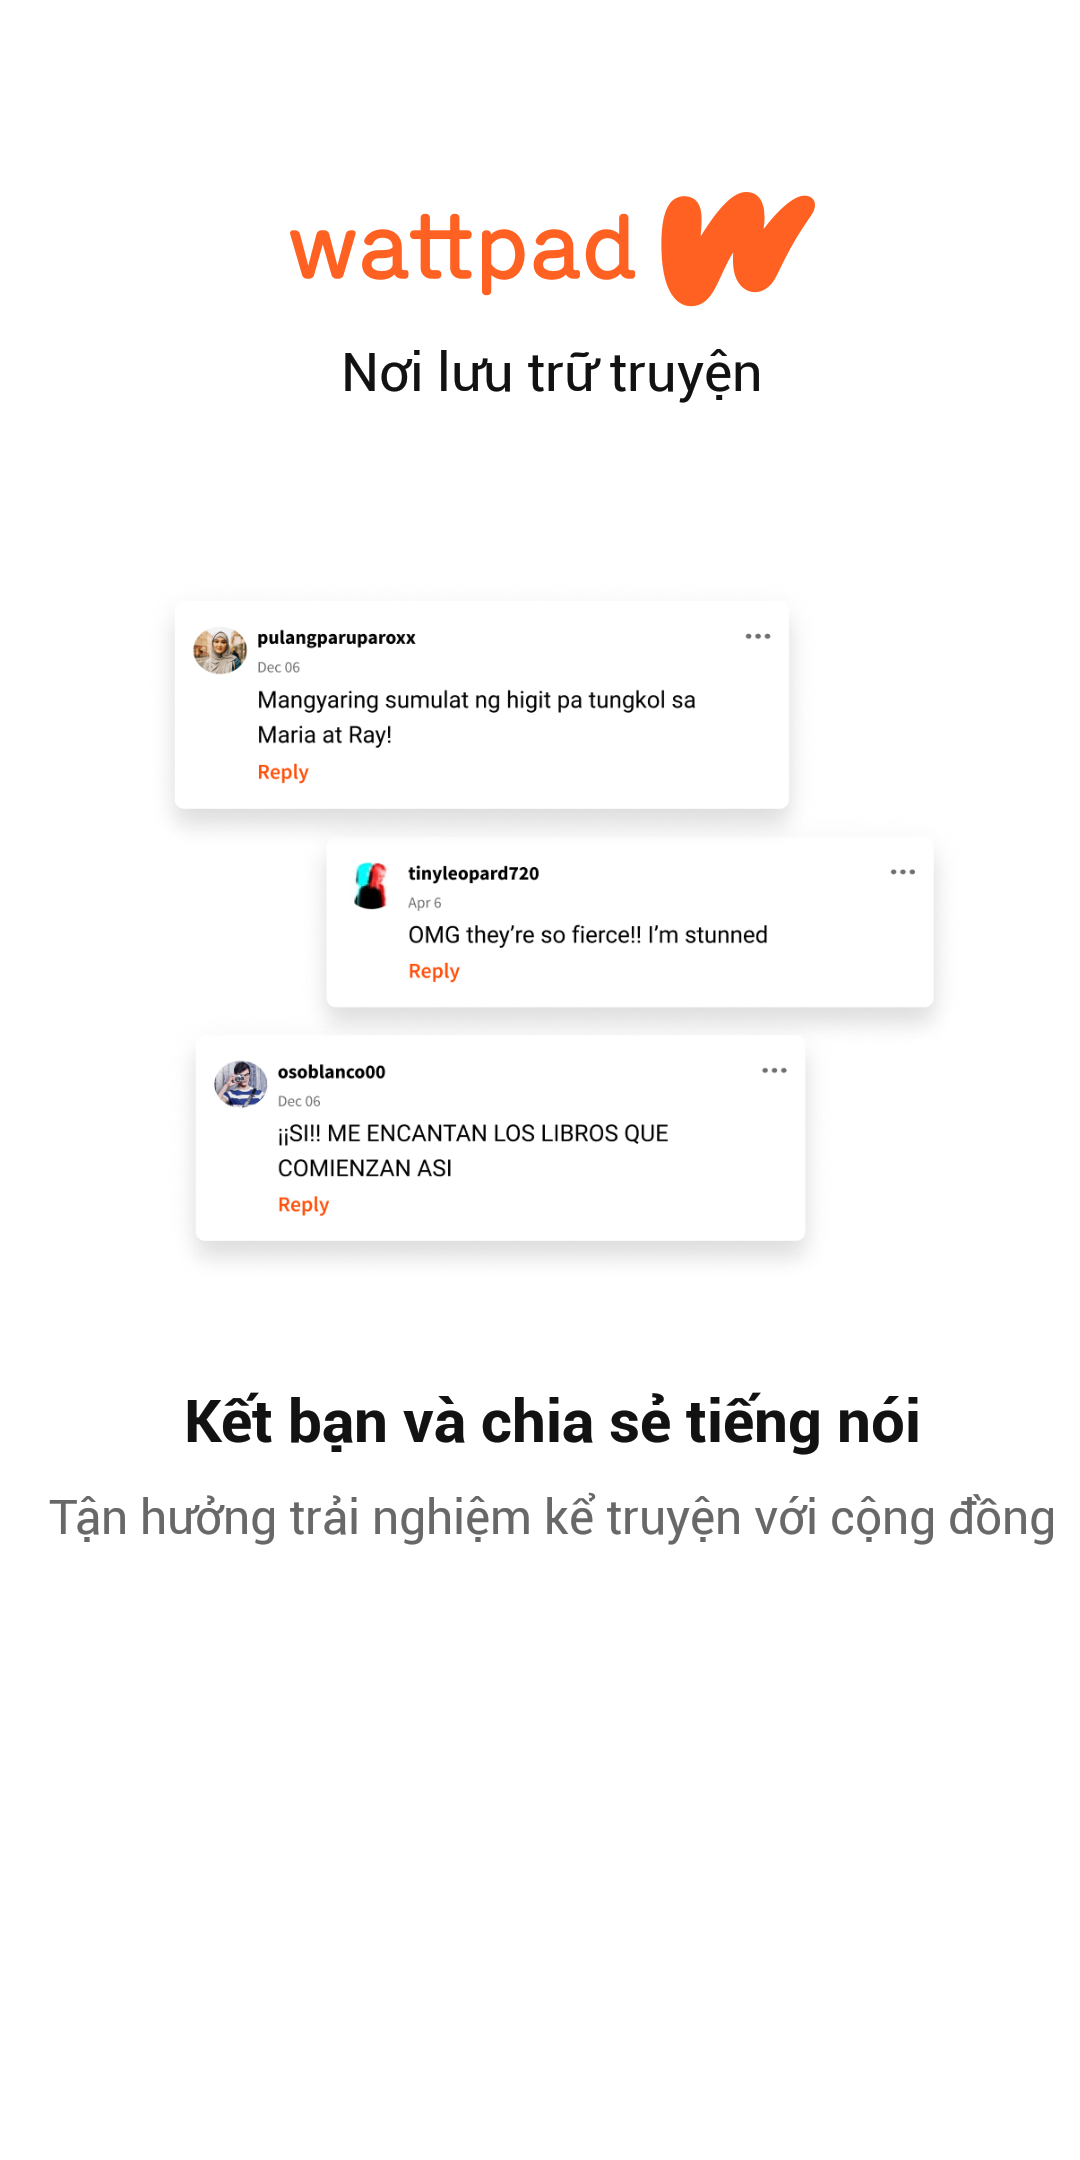 wattpad
Nơi lưu trữ truyện
pulangparuparoxx
Dec 06
Mangyaring sumulat ng higit pa tungkol sa
Maria at Ray!
Reply
tinyleopard720
Apr 6
OMG they’re so fierce!! I’m stunned
Reply
osoblanco00
Dec 06
¡¡SI!! ME ENCANTAN LOS LIBROS QUE
COMIENZAN ASI
Reply
Kết bạn và chia sẻ tiếng nói
Tận hưởng trải nghiệm kể truyện với cộng đồng